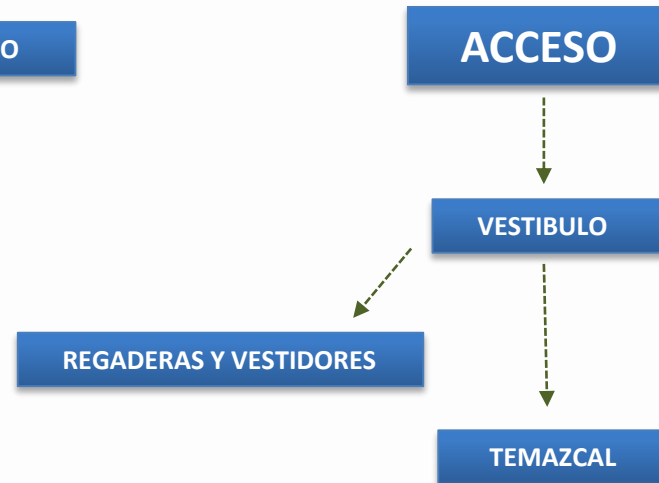 O
ACCESO
VESTIBULO
REGADERAS Y VESTIDORES
TEMAZCAL